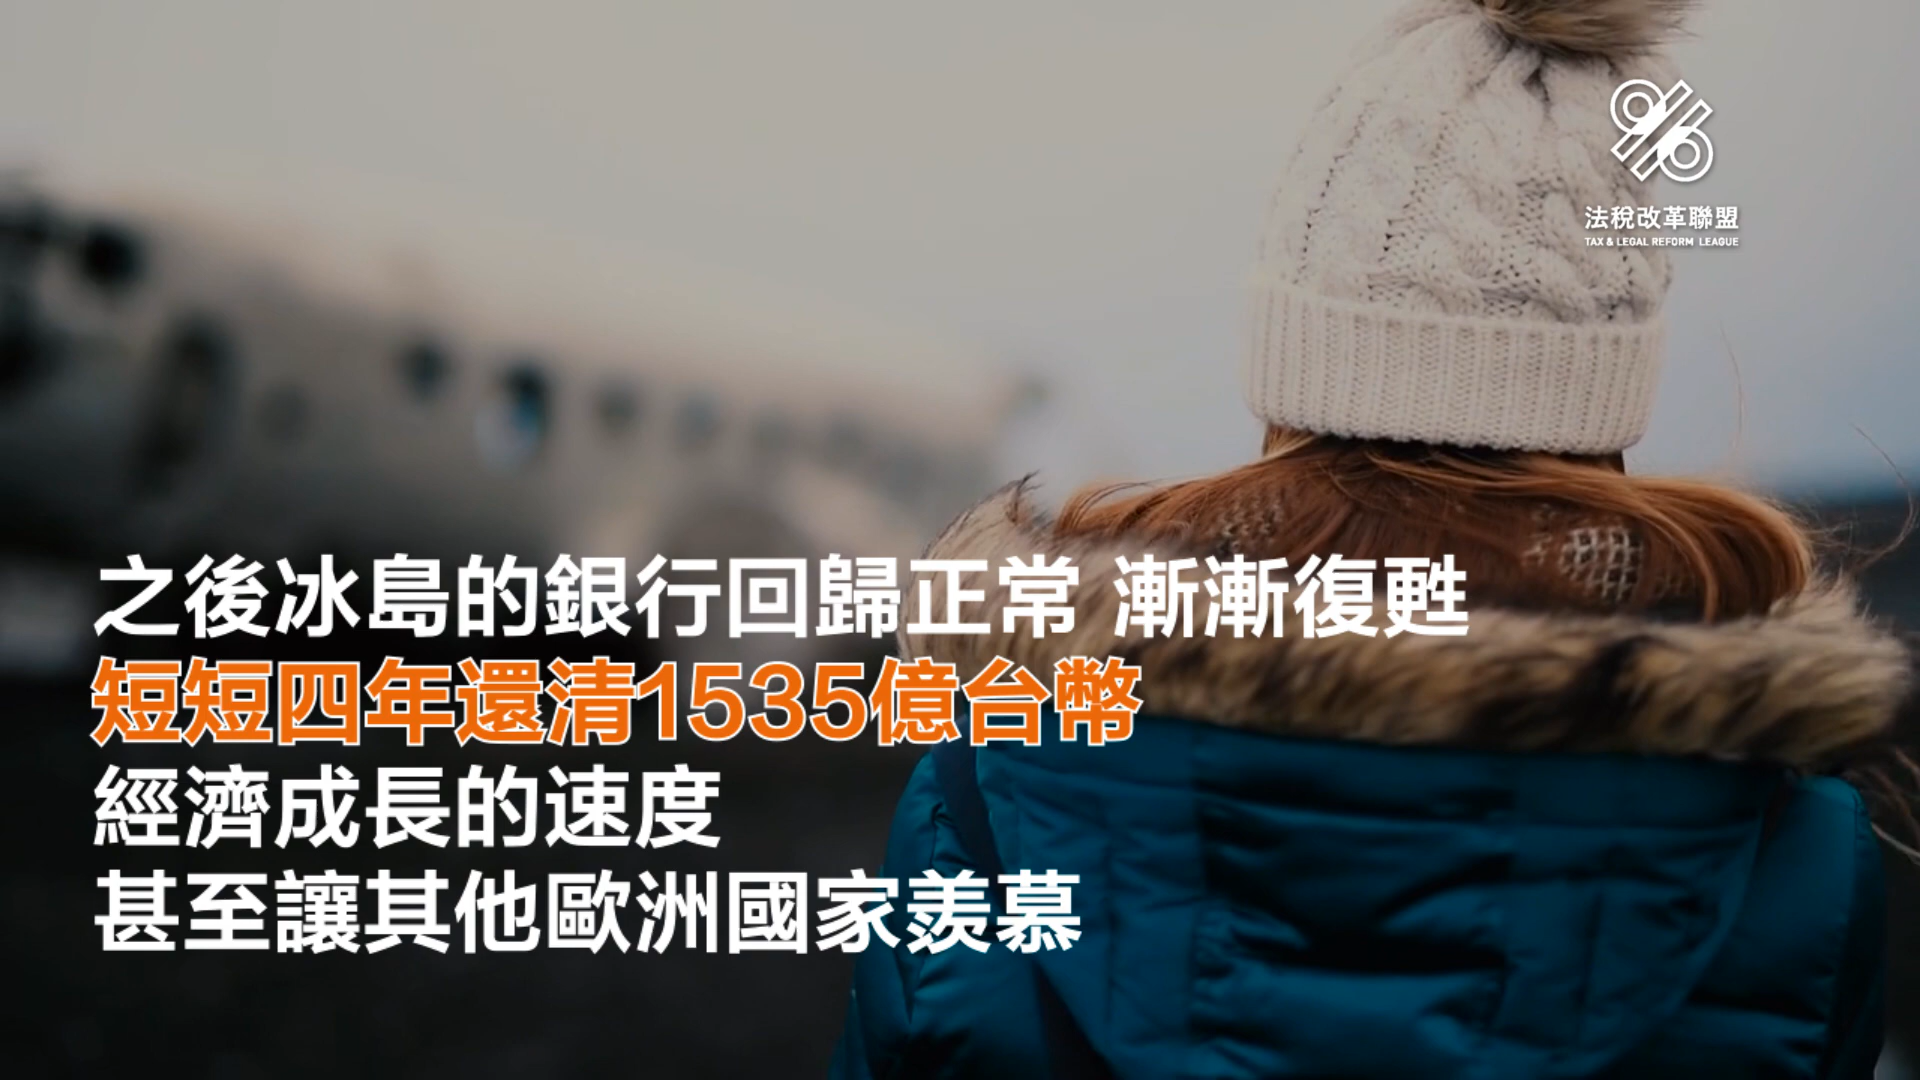 法稅改革聯盟
TAX & LEGAL REFORM LEAGUE
之後冰島的銀行回歸正常 漸漸復甦
短短四年還清1535億台幣
經濟成長的速度
甚至讓其他歐洲國家羨慕